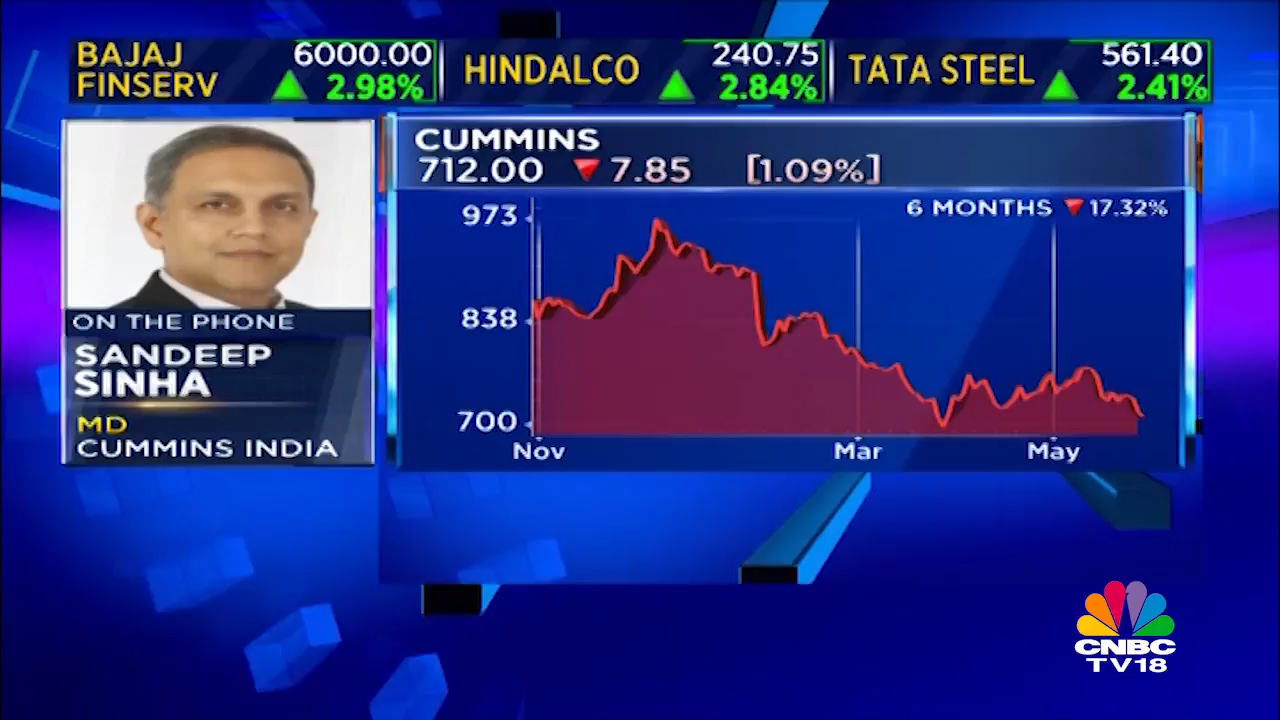 BAJAJ FINSERV
6000.00
▲ 2.98%
HINDALCO
240.75
▲ 2.84%
TATA STEEL
561.40
▲ 2.41%
CUMMINS
712.00 ▼ 7.85 [1.09%]
6 MONTHS ▼ 17.32%
973
838
700
Nov Mar May
ON THE PHONE
SANDEEP
SINHA
MD
CUMMINS INDIA
CNBC
TV18